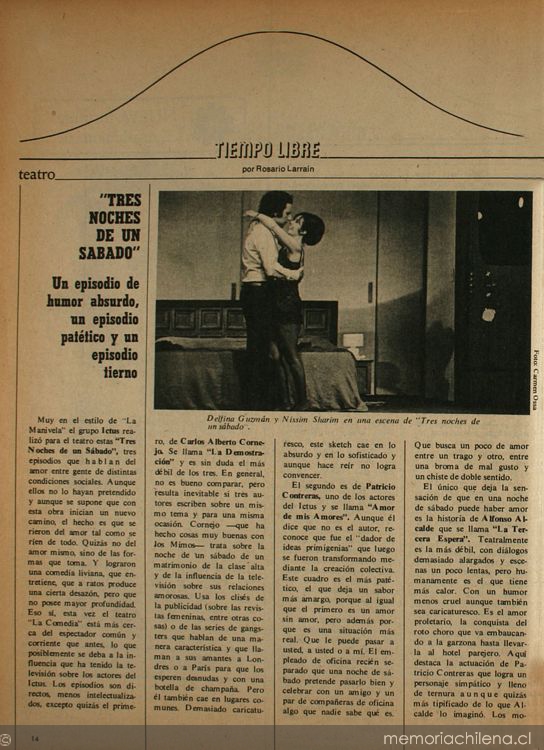 TIEMPO LIBRE
por Rosario Larraín
teatro
"TRES
NOCHES
DE UN
SABADO"
Un episodio de
humor absurdo,
un episodio
patético y un
episodio
tierno
Foto: Carmen Ossa
Delfina Guzmán y Nissim Sharim en una escena de "Tres noches de
un sábado".
Muy en el estilo de "La
Manivela" el grupo Ictus rea-
lizó para el teatro estas "Tres
Noches de un Sábado", tres
episodios que hablan del
amor entre gente de distintas
condiciones sociales. Aunque
ellos no lo hayan pretendido
y aunque se supone que con
esta obra inician un nuevo
camino, el hecho es que se
rieron del amor tal como se
ríen de todo. Quizás no del
amor mismo, sino de las for-
mas que toma. Y lograron
una comedia liviana, que en-
tretiene, que a ratos produce
una cierta desazón, pero que
no posee mayor profundidad.
Eso sí, esta vez el teatro
"La Comedia" está más cer-
ca del espectador común y
corriente que antes, lo que
posiblemente se deba a la in-
fluencia que ha tenido la te-
levisión sobre los actores del
Ictus. Los episodios son di-
rectos, menos intelectualiza-
dos, excepto quizás el prime-
ro, de Carlos Alberto Corne-
jo. Se llama "La Demostra-
ción" y es sin duda el más
débil de los tres. En general,
no es bueno comparar, pero
resulta inevitable si tres au-
tores escriben sobre un mis-
mo tema y para una misma
ocasión. Cornejo —que ha
hecho cosas muy buenas con
los Mimos— trata sobre la
noche de un sábado de un
matrimonio de la clase alta
y de la influencia de la tele-
visión sobre sus relaciones
amorosas. Usa los clisés de
la publicidad (sobre las revis-
tas femeninas, entre otras co-
sas) o de las series de gangs-
ters que hablan de una ma-
nera característica y que lla-
man a sus amantes a Lon-
dres o a París para que los
esperen desnudas y con una
botella de champaña. Pero
él también cae en lugares co-
munes. Demasiado caricatu-
resco, este sketch cae en lo
absurdo y en lo sofisticado y
aunque hace reír no logra
convencer.
El segundo es de Patricio
Contreras, uno de los actores
del Ictus y se llama "Amor
de mis Amores". Aunque él
dice que no es el autor, re-
conoce que fue el "dador de
ideas primigenias" que luego
se fueron transformando me-
diante la creación colectiva.
Este cuadro es el más paté-
tico, el que deja un sabor
más amargo, porque al igual
que el primero es un amor
sin amor, pero además por-
que es una situación más
real. Que le puede pasar a
usted, a usted o a mí. El em-
pleado de oficina recién se-
parado que una noche de sá-
bado pretende pasarlo bien y
celebrar con un amigo y un
par de compañeras de oficina
algo que nadie sabe qué es.
Que busca un poco de amor
entre un trago y otro, entre
una broma de mal gusto y
un chiste de doble sentido.
El único que deja la sen-
sación de que en una noche
de sábado puede haber amor
es la historia de Alfonso Al-
calde que se llama "La Ter-
cera Espera". Teatralmente
es la más débil, con diálogos
demasiado alargados y esce-
nas un poco lentas, pero hu-
manamente es el que tiene
más calor. Con un humor
menos cruel aunque también
sea caricaturesco. Es el amor
proletario, la conquista del
roto choro que va embaucan-
do a la garzona hasta llevar-
la al hotel parejero. Aquí
destaca la actuación de Pa-
tricio Contreras que logra un
personaje simpático y lleno
de ternura aunque quizás
más tipificado de lo que Al-
calde lo imaginó. Los mo-
14
memoriachilena.cl